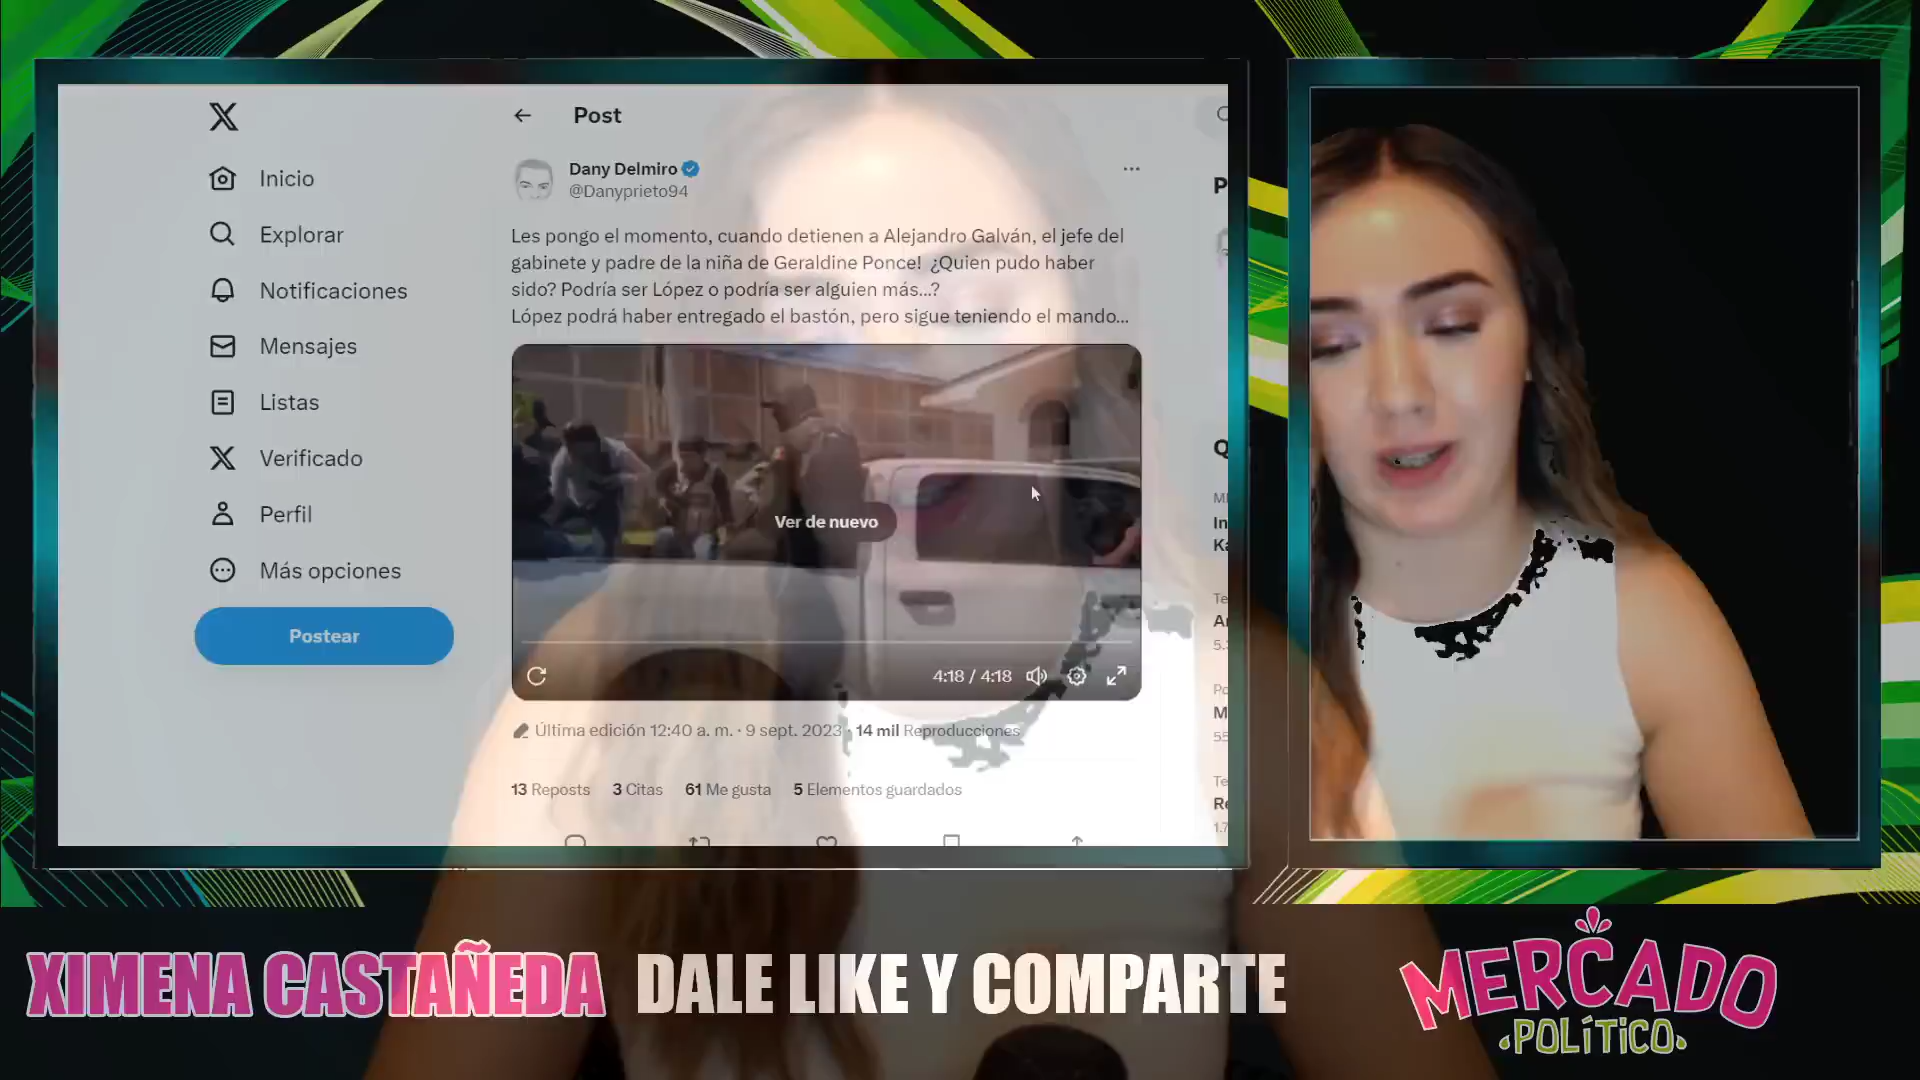 Inicio
Explorar
Notificaciones
Mensajes
Listas
Verificado
Perfil
Más opciones
Postear
Post
Dany Delmiro
@Danyprieto94
Les pongo el momento, cuando detienen a Alejandro Galván, el jefe del
gabinete y padre de la niña de Geraldine Ponce! ¿Quien pudo haber
sido? Podría ser López o podría ser alguien más...?
López podrá haber entregado el bastón, pero sigue teniendo el mando...
Ver de nuevo
4:18 / 4:18
Última edición 12:40 a. m. · 9 sept. 2023 · 14 mil Reproducciones
13 Reposts 3 Citas 61 Me gusta 5 Elementos guardados
XIMENA CASTAÑEDA
DALE LIKE Y COMPARTE
MERCADO
POLÍTICO